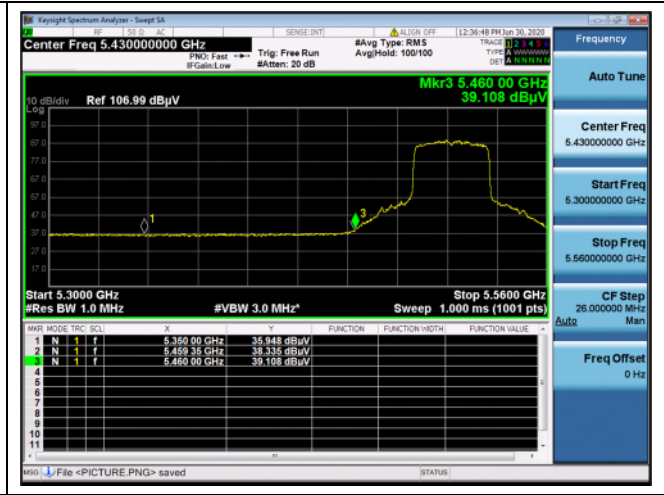 Keysight Spectrum Analyzer - Swept SA
RF 50 Ω AC SENSE:INT ALIGN OFF 12:36:48 PM Jun 30, 2020
Center Freq 5.430000000 GHz
PNO: Fast
IFGain:Low
Trig: Free Run
#Atten: 20 dB
#Avg Type: RMS
Avg|Hold: 100/100
TRACE 1 2 3 4 5 6
TYPE A WWWWW
DET A N N N N N
Mkr3 5.460 00 GHz
39.108 dBµV
10 dB/div Ref 106.99 dBµV
Log
97.0
87.0
77.0
67.0
57.0
47.0
37.0
27.0
17.0
1
3
Start 5.3000 GHz Stop 5.5600 GHz
#Res BW 1.0 MHz #VBW 3.0 MHz* Sweep 1.000 ms (1001 pts)
MKR MODE TRC SCL X Y FUNCTION FUNCTION WIDTH FUNCTION VALUE
1 N 1 f 5.350 00 GHz 35.948 dBµV
2 N 1 f 5.459 35 GHz 38.335 dBµV
3 N 1 f 5.460 00 GHz 39.108 dBµV
4
5
6
7
8
9
10
11
MSG File <PICTURE.PNG> saved STATUS
Frequency
Auto Tune
Center Freq
5.430000000 GHz
Start Freq
5.300000000 GHz
Stop Freq
5.560000000 GHz
CF Step
26.000000 MHz
Auto Man
Freq Offset
0 Hz